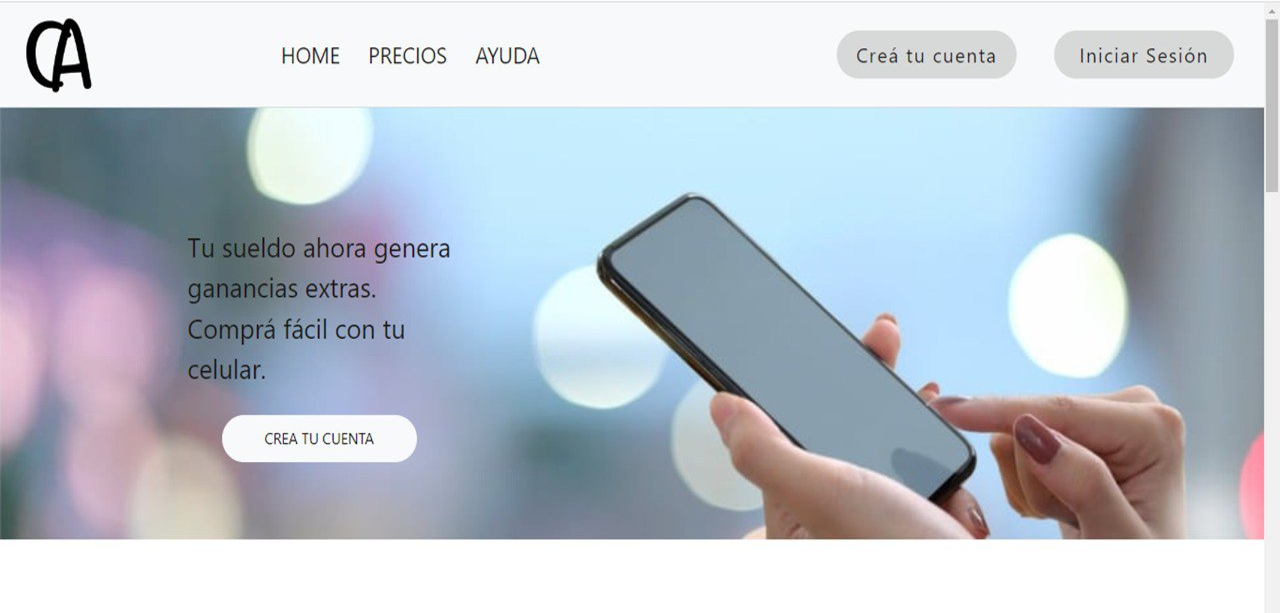 CA
HOME PRECIOS AYUDA
Creá tu cuenta
Iniciar Sesión
Tu sueldo ahora genera
ganancias extras.
Comprá fácil con tu
celular.
CREA TU CUENTA